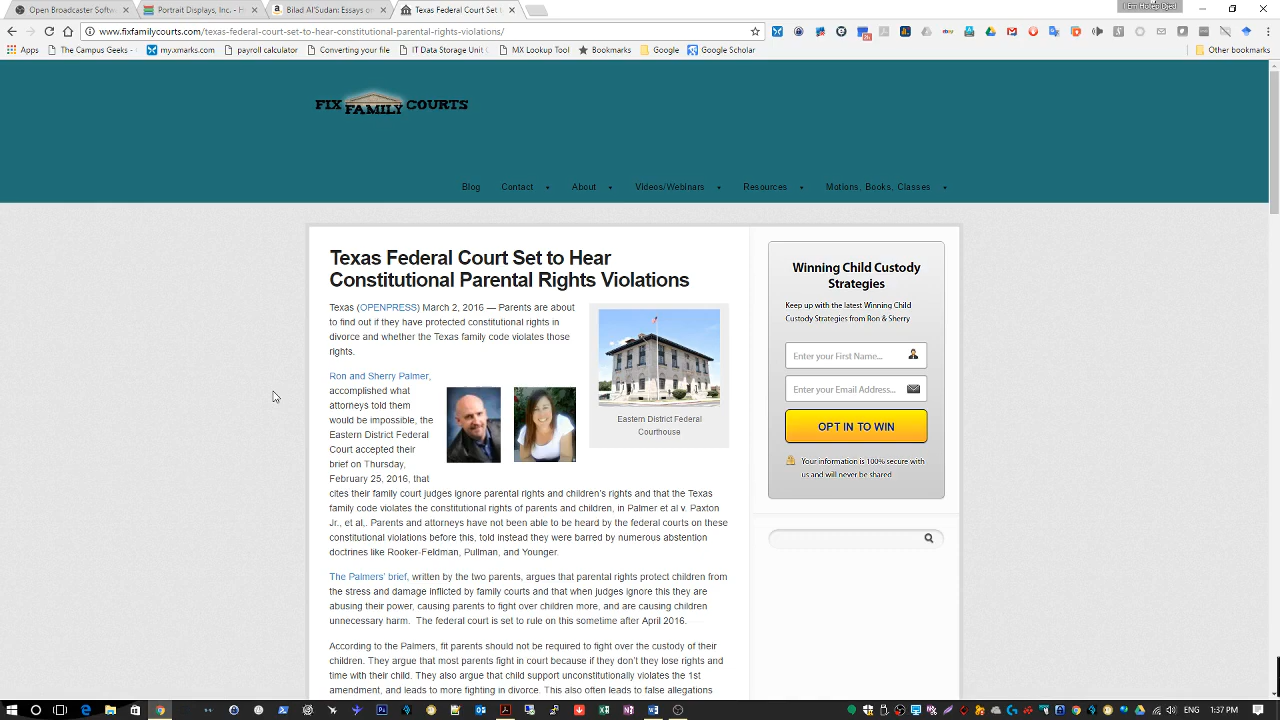 Open Broadcaster Softw
Portrait Displays, Inc. - H
Bilad Al'Sudan: Essays o
Texas Federal Court Set
www.fixfamilycourts.com/texas-federal-court-set-to-hear-constitutional-parental-rights-violations/
Apps
The Campus Geeks -
my.xmarks.com
payroll calculator
Converting your file
IT Data Storage Unit
MX Lookup Tool
Bookmarks
Google
Google Scholar
Other bookmarks
FIX FAMILY COURTS
Blog
Contact
About
Videos/Webinars
Resources
Motions, Books, Classes
Texas Federal Court Set to Hear
Constitutional Parental Rights Violations
Texas (OPENPRESS) March 2, 2016 — Parents are about
to find out if they have protected constitutional rights in
divorce and whether the Texas family code violates those
rights.
Eastern District Federal
Courthouse
Ron and Sherry Palmer,
accomplished what
attorneys told them
would be impossible, the
Eastern District Federal
Court accepted their
brief on Thursday,
February 25, 2016, that
cites their family court judges ignore parental rights and children's rights and that the Texas
family code violates the constitutional rights of parents and children, in Palmer et al v. Paxton
Jr., et al,. Parents and attorneys have not been able to be heard by the federal courts on these
constitutional violations before this, told instead they were barred by numerous abstention
doctrines like Rooker-Feldman, Pullman, and Younger.
The Palmers' brief, written by the two parents, argues that parental rights protect children from
the stress and damage inflicted by family courts and that when judges ignore this they are
abusing their power, causing parents to fight over children more, and are causing children
unnecessary harm. The federal court is set to rule on this sometime after April 2016.
According to the Palmers, fit parents should not be required to fight over the custody of their
children. They argue that most parents fight in court because if they don't they lose rights and
time with their child. They also argue that child support unconstitutionally violates the 1st
amendment, and leads to more fighting in divorce. This also often leads to false allegations
Winning Child Custody
Strategies
Keep up with the latest Winning Child
Custody Strategies from Ron & Sherry
Enter your First Name...
Enter your Email Address...
OPT IN TO WIN
Your information is 100% secure with
us and will never be shared
ENG
1:37 PM